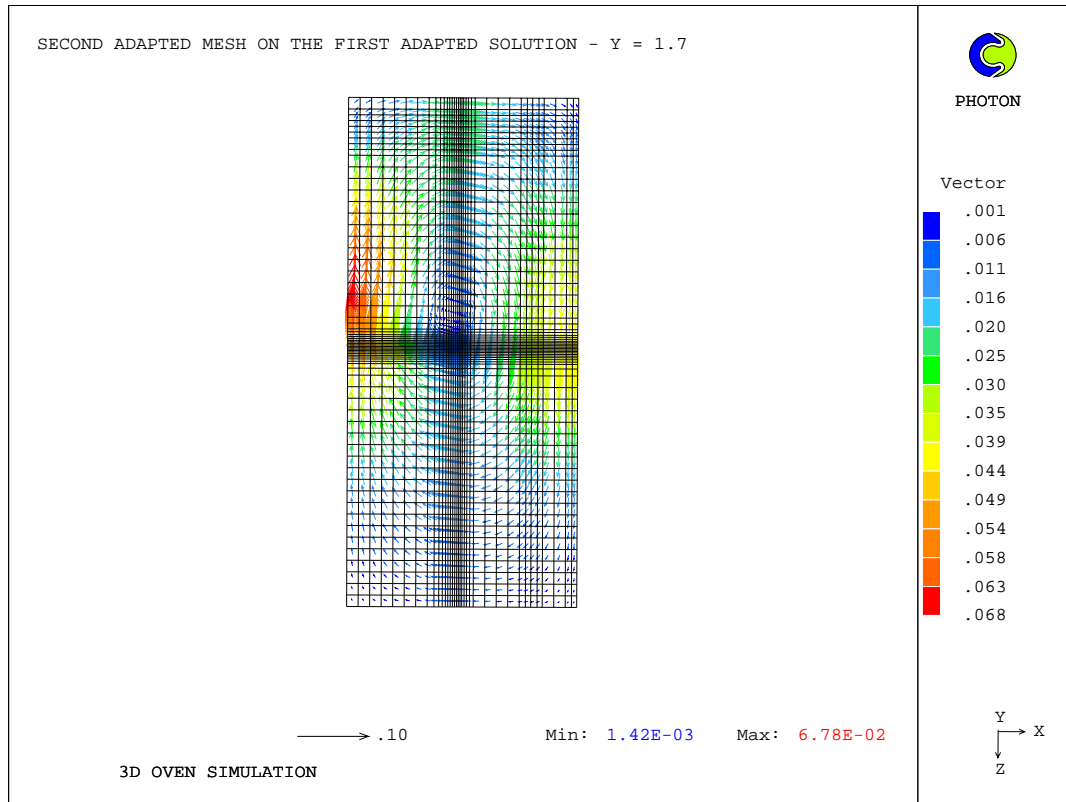 SECOND ADAPTED MESH ON THE FIRST ADAPTED SOLUTION - Y = 1.7
PHOTON
Vector
.001
.006
.011
.016
.020
.025
.030
.035
.039
.044
.049
.054
.058
.063
.068
.10
Min: 1.42E-03 Max: 6.78E-02
3D OVEN SIMULATION
Y
X
Z